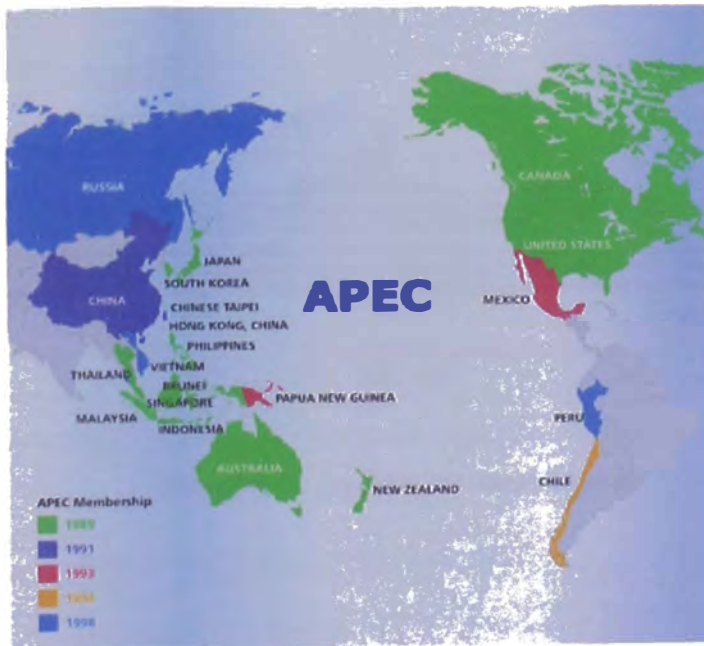 RUSSIA
CANADA
UNITED STATES
JAPAN
SOUTH KOREA
APEC
MEXICO
CHINA
CHINESE TAIPEI
HONG KONG, CHINA
PHILIPPINES
VIETNAM
THAILAND
BRUNEI
SINGAPORE
PAPUA NEW GUINEA
PERU
MALAYSIA
INDONESIA
AUSTRALIA
CHILE
NEW ZEALAND
APEC Membership
1989
1991
1993
1994
1998